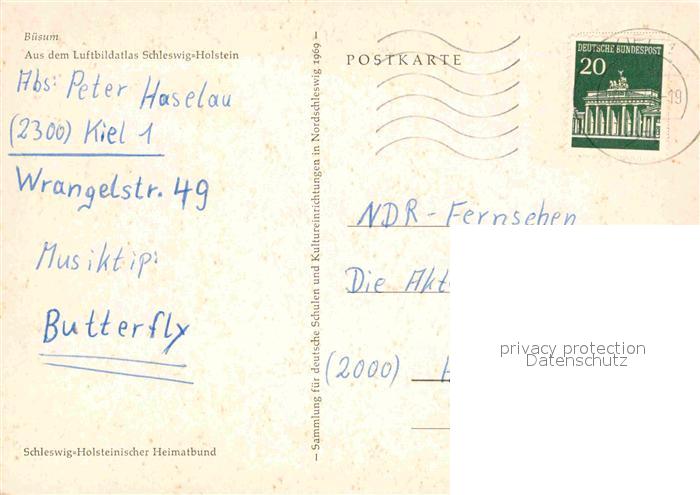 Büsum
Aus dem Luftbildatlas Schleswig=Holstein
Abs: Peter Haselau
(2300) Kiel 1
Wrangelstr. 49
Musiktip:
Butterfly
Schleswig=Holsteinischer Heimatbund
— Sammlung für deutsche Schulen und Kultureinrichtungen in Nordschleswig 1969 —
POSTKARTE
DEUTSCHE BUNDESPOST
20
-19
NDR - Fernsehen
Die Akt
(2000)
privacy protection
Datenschutz